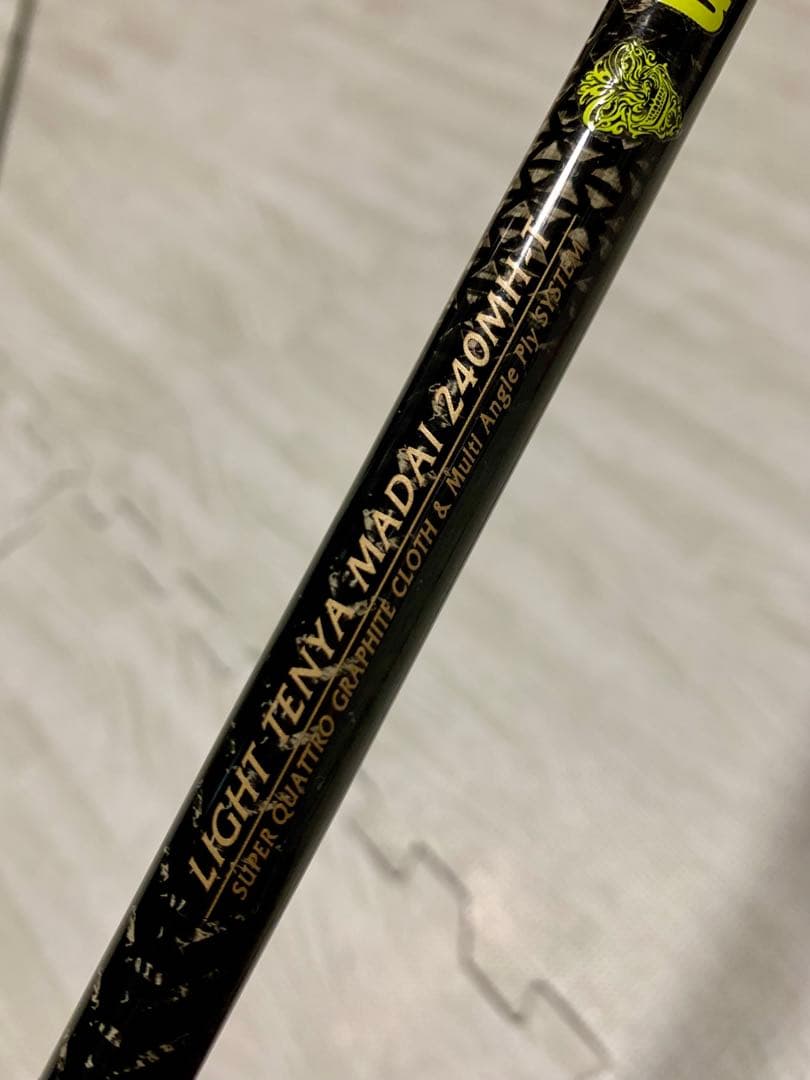 LIGHT TENYA MADAI 240MH-T
SUPER QUATTRO GRAPHITE CLOTH & Multi Angle Ply SYSTEM